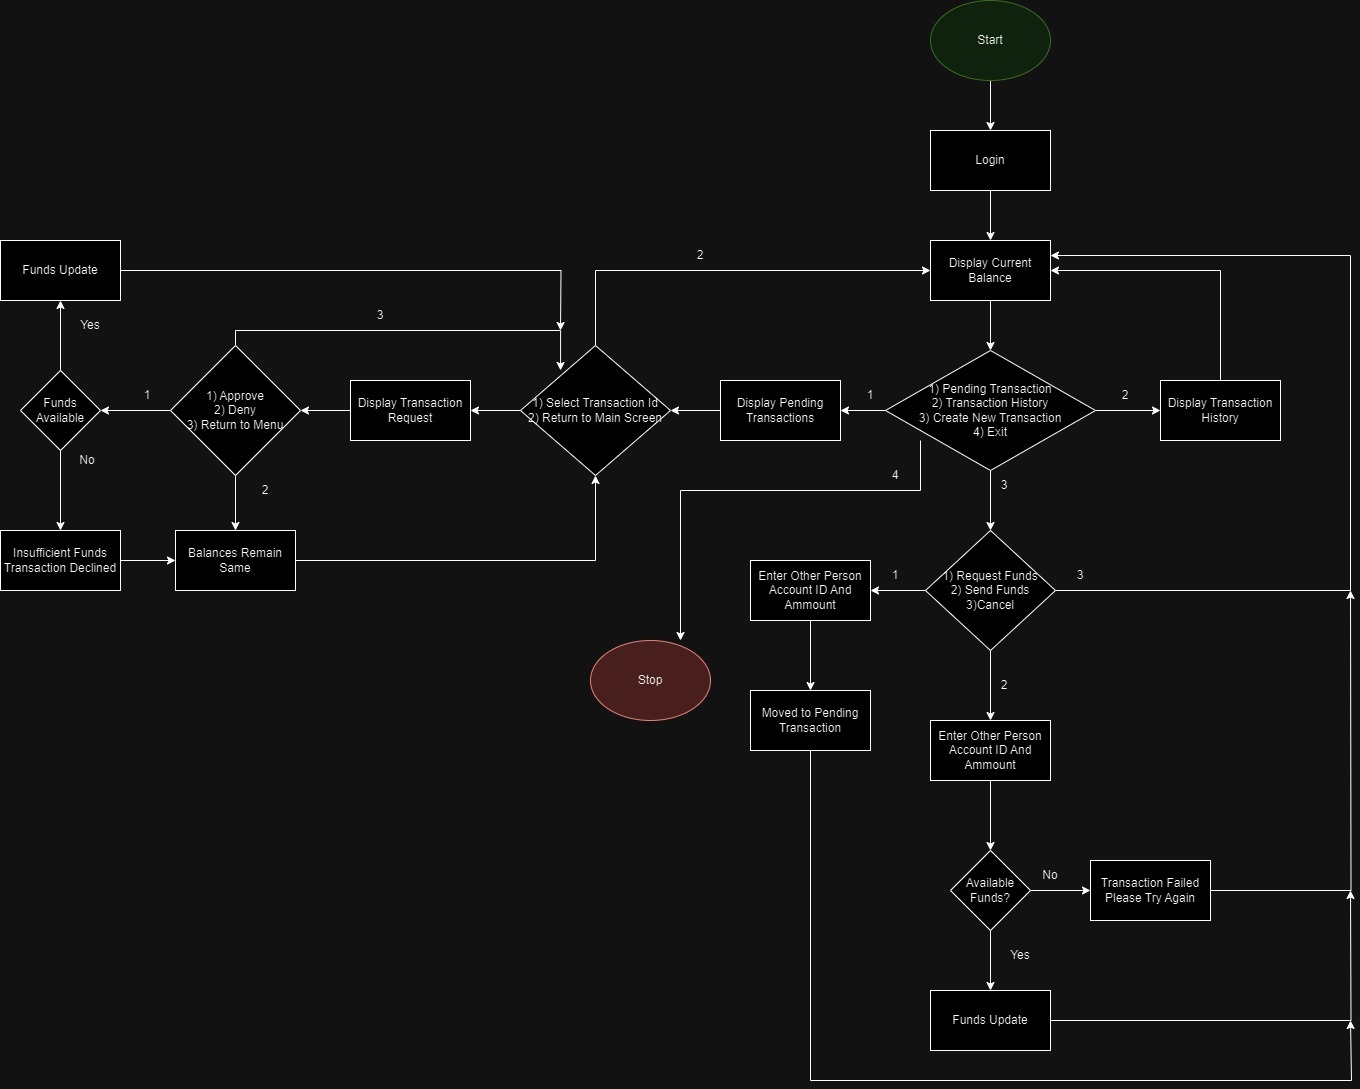 Start
Login
Funds Update
2
Display Current
Balance
Yes
3
Funds
Available
1
1) Approve
2) Deny
3) Return to Menu
Display Transaction
Request
1) Select Transaction Id
2) Return to Main Screen
Display Pending
Transactions
1
1) Pending Transaction
2) Transaction History
3) Create New Transaction
4) Exit
2
Display Transaction
History
No
2
4
3
Insufficient Funds
Transaction Declined
Balances Remain
Same
Enter Other Person
Account ID And
Ammount
1
1) Request Funds
2) Send Funds
3)Cancel
3
Stop
Moved to Pending
Transaction
2
Enter Other Person
Account ID And
Ammount
Available
Funds?
No
Transaction Failed
Please Try Again
Yes
Funds Update